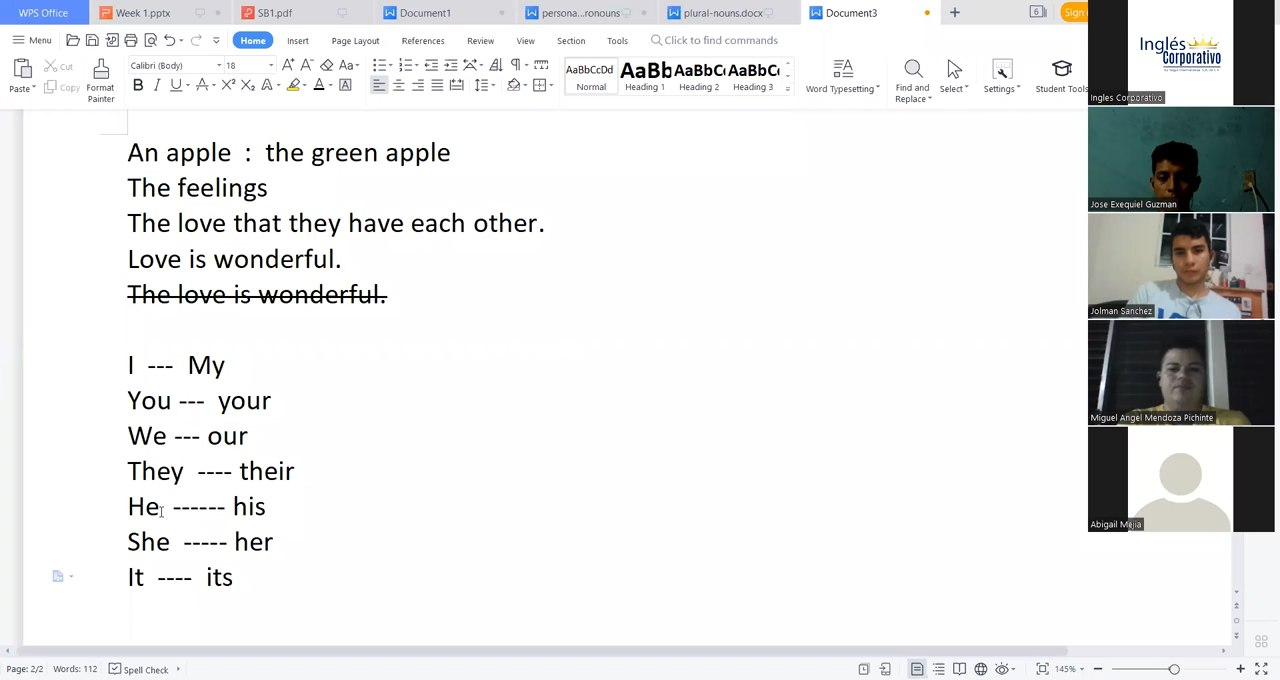 WPS Office
Week 1.pptx
SB1.pdf
Document1
persona...ronouns
plural-nouns.docx
Document3
6
Sign
Menu
Home
Insert
Page Layout
References
Review
View
Section
Tools
Click to find commands
Paste
Cut
Copy
Format
Painter
Calibri (Body)
18
AaBbCcDd
Normal
AaBb
Heading 1
AaBbC
Heading 2
AaBbC
Heading 3
Word Typesetting
Find and
Replace
Select
Settings
Student Tools
An apple : the green apple
The feelings
The love that they have each other.
Love is wonderful.
The love is wonderful.
I --- My
You --- your
We --- our
They ---- their
He ------ his
She ----- her
It ---- its
Inglés
Corporativo
Ingles Corporativo
Jose Exequiel Guzman
Jolman Sanchez
Miguel Angel Mendoza Pichinte
Abigail Mejia
Page: 2/2
Words: 112
Spell Check
145%